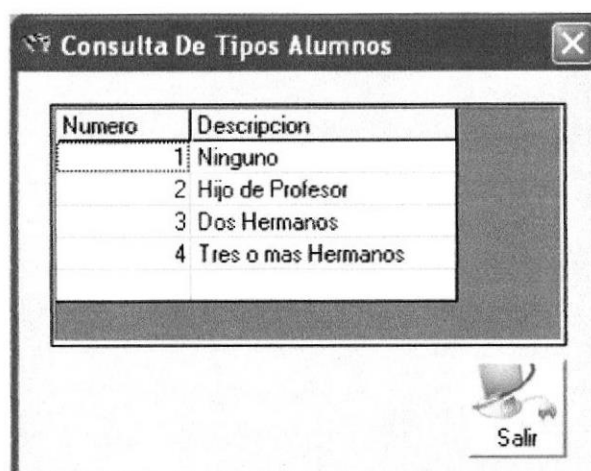 Consulta De Tipos Alumnos
Numero Descripcion
1 Ninguno
2 Hijo de Profesor
3 Dos Hermanos
4 Tres o mas Hermanos
Salir